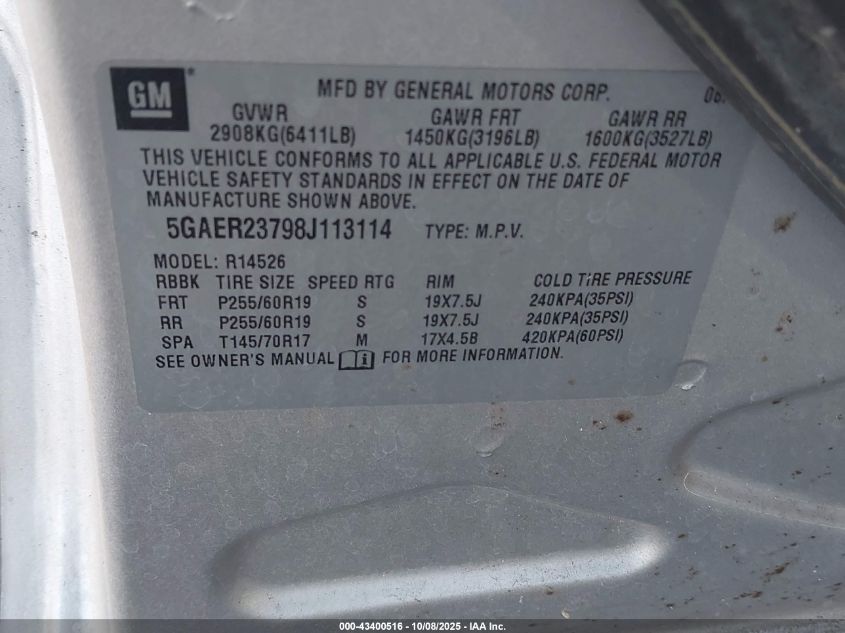 GM®
MFD BY GENERAL MOTORS CORP.
GVWR GAWR FRT GAWR RR
2908KG(6411LB) 1450KG(3196LB) 1600KG(3527LB)
THIS VEHICLE CONFORMS TO ALL APPLICABLE U.S. FEDERAL MOTOR
VEHICLE SAFETY STANDARDS IN EFFECT ON THE DATE OF
MANUFACTURE SHOWN ABOVE.
5GAER23798J113114 TYPE: M.P.V.
MODEL: R14526
RBBK TIRE SIZE SPEED RTG RIM COLD TIRE PRESSURE
FRT P255/60R19 S 19X7.5J 240KPA(35PSI)
RR P255/60R19 S 19X7.5J 240KPA(35PSI)
SPA T145/70R17 M 17X4.5B 420KPA(60PSI)
SEE OWNER'S MANUAL FOR MORE INFORMATION.
000-43400516 - 10/08/2025 - IAA Inc.